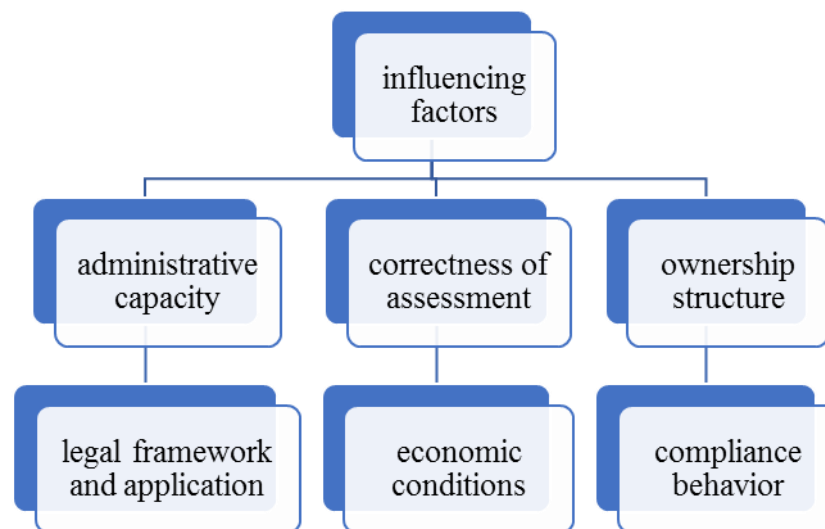 influencing
factors
administrative
capacity
correctness of
assessment
ownership
structure
legal framework
and application
economic
conditions
compliance
behavior